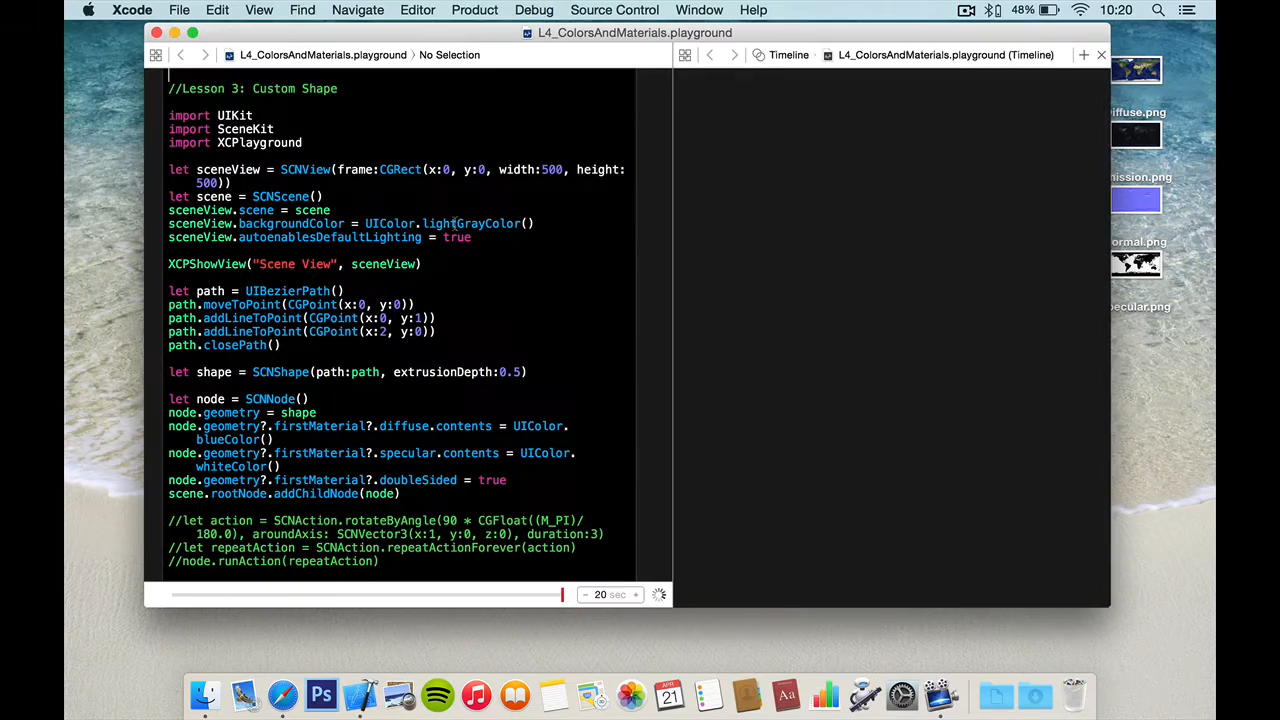 Xcode File Edit View Find Navigate Editor Product Debug Source Control Window Help 48% 10:20
L4_ColorsAndMaterials.playground
L4_ColorsAndMaterials.playground No Selection
Timeline L4_ColorsAndMaterials.playground (Timeline)
//Lesson 3: Custom Shape
import UIKit
import SceneKit
import XCPlayground
let sceneView = SCNView(frame:CGRect(x:0, y:0, width:500, height:
500))
let scene = SCNScene()
sceneView.scene = scene
sceneView.backgroundColor = UIColor.lightGrayColor()
sceneView.autoenablesDefaultLighting = true
XCPShowView("Scene View", sceneView)
let path = UIBezierPath()
path.moveToPoint(CGPoint(x:0, y:0))
path.addLineToPoint(CGPoint(x:0, y:1))
path.addLineToPoint(CGPoint(x:2, y:0))
path.closePath()
let shape = SCNShape(path:path, extrusionDepth:0.5)
let node = SCNNode()
node.geometry = shape
node.geometry?.firstMaterial?.diffuse.contents = UIColor.
blueColor()
node.geometry?.firstMaterial?.specular.contents = UIColor.
whiteColor()
node.geometry?.firstMaterial?.doubleSided = true
scene.rootNode.addChildNode(node)
//let action = SCNAction.rotateByAngle(90 * CGFloat((M_PI)/
180.0), aroundAxis: SCNVector3(x:1, y:0, z:0), duration:3)
//let repeatAction = SCNAction.repeatActionForever(action)
//node.runAction(repeatAction)
- 20 sec +
iffuse.png
mission.png
ormal.png
pecular.png
Ps
APR
21
Aa